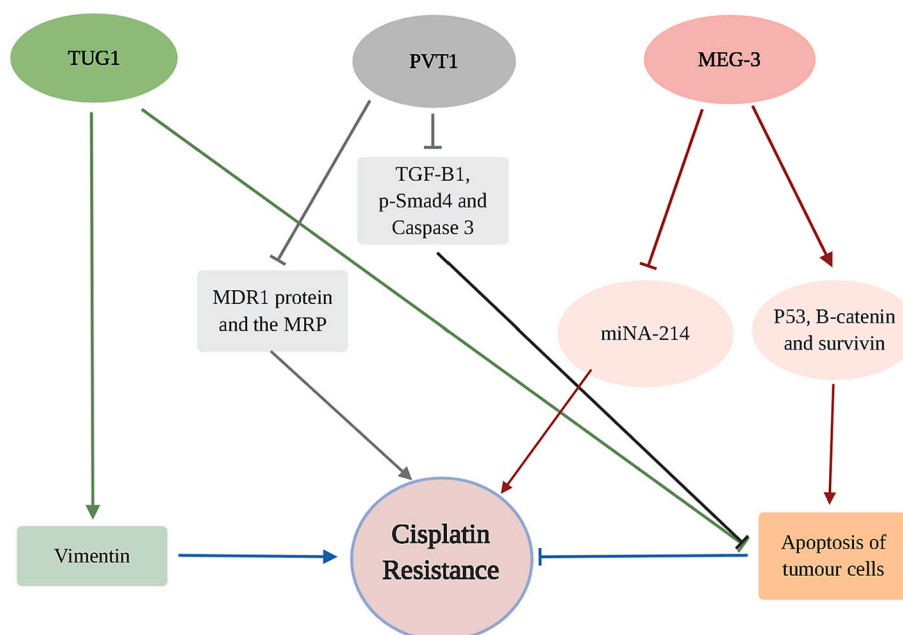 TUG1
PVT1
MEG-3
TGF-B1,
p-Smad4 and
Caspase 3
MDR1 protein
and the MRP
miNA-214
P53, B-catenin
and survivin
Vimentin
Cisplatin
Resistance
Apoptosis of
tumour cells